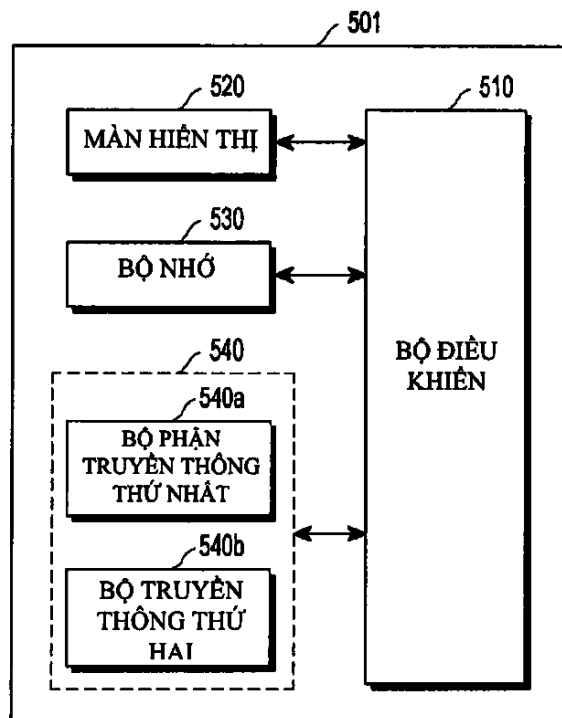 501
520
510
MÀN HIỂN THỊ
530
BỘ NHỚ
BỘ ĐIỀU
KHIỂN
540
540a
BỘ PHẬN
TRUYỀN THÔNG
THỨ NHẤT
540b
BỘ TRUYỀN
THÔNG THỨ
HAI